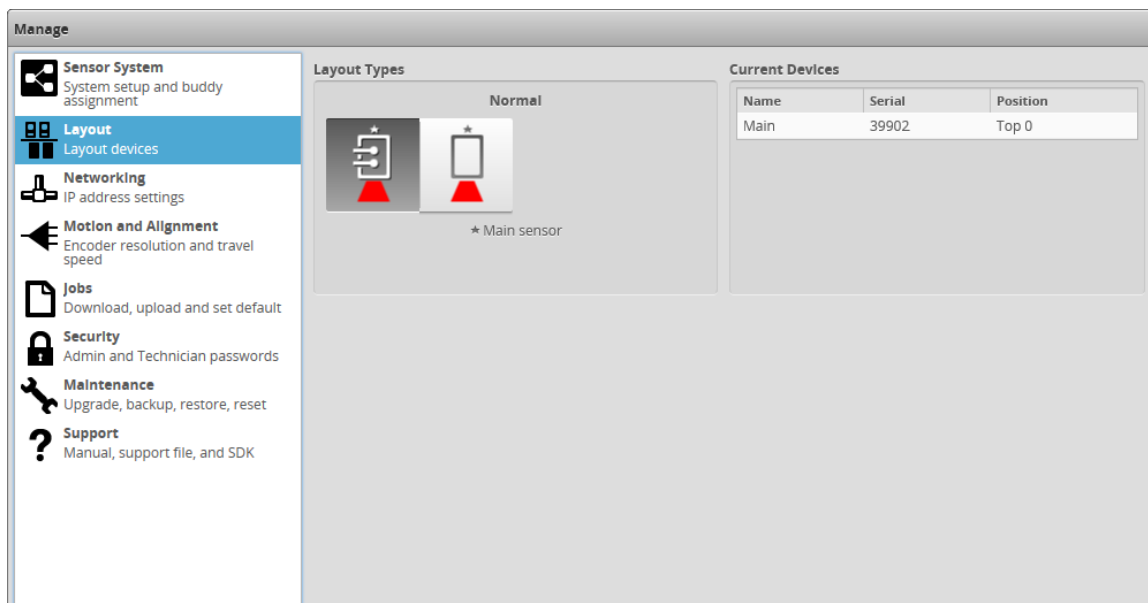 Manage
Sensor System
System setup and buddy
assignment
Layout
Layout devices
Networking
IP address settings
Motion and Alignment
Encoder resolution and travel
speed
Jobs
Download, upload and set default
Security
Admin and Technician passwords
Maintenance
Upgrade, backup, restore, reset
Support
Manual, support file, and SDK
Layout Types
Normal
★ Main sensor
Current Devices
Name Serial Position
Main 39902 Top 0